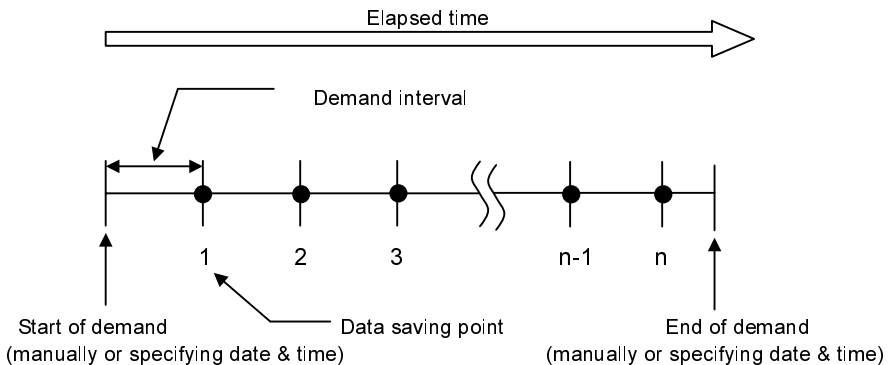 Elapsed time
Demand interval
1
2
3
n-1
n
Start of demand
(manually or specifying date & time)
Data saving point
End of demand
(manually or specifying date & time)